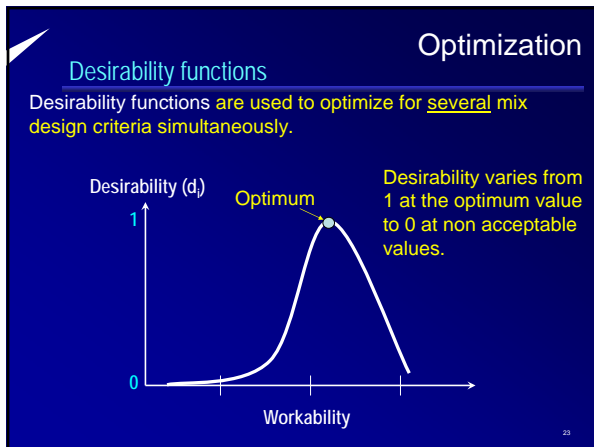 Optimization
Desirability functions
Desirability functions are used to optimize for several mix
design criteria simultaneously.
Desirability (di)
Optimum
Desirability varies from
1 at the optimum value
to 0 at non acceptable
values.
1
0
Workability
23